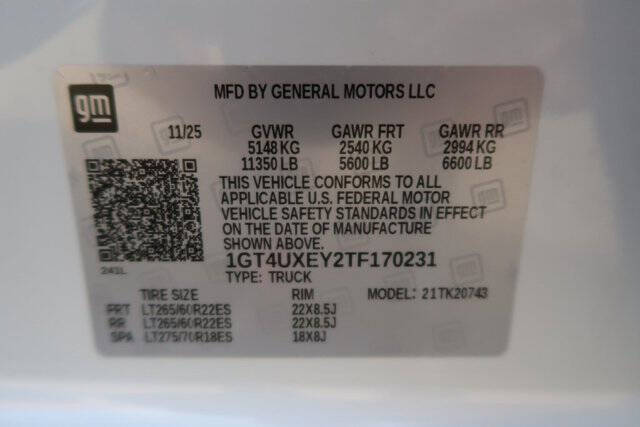 gm
MFD BY GENERAL MOTORS LLC
11/25 GVWR GAWR FRT GAWR RR
5148 KG 2540 KG 2994 KG
11350 LB 5600 LB 6600 LB
THIS VEHICLE CONFORMS TO ALL
APPLICABLE U.S. FEDERAL MOTOR
VEHICLE SAFETY STANDARDS IN EFFECT
ON THE DATE OF MANUFACTURE
SHOWN ABOVE.
241L
1GT4UXEY2TF170231
TYPE: TRUCK
TIRE SIZE RIM MODEL: 21TK20743
FRT LT265/60R22ES 22X8.5J
RR LT265/60R22ES 22X8.5J
SPA LT275/70R18ES 18X8J